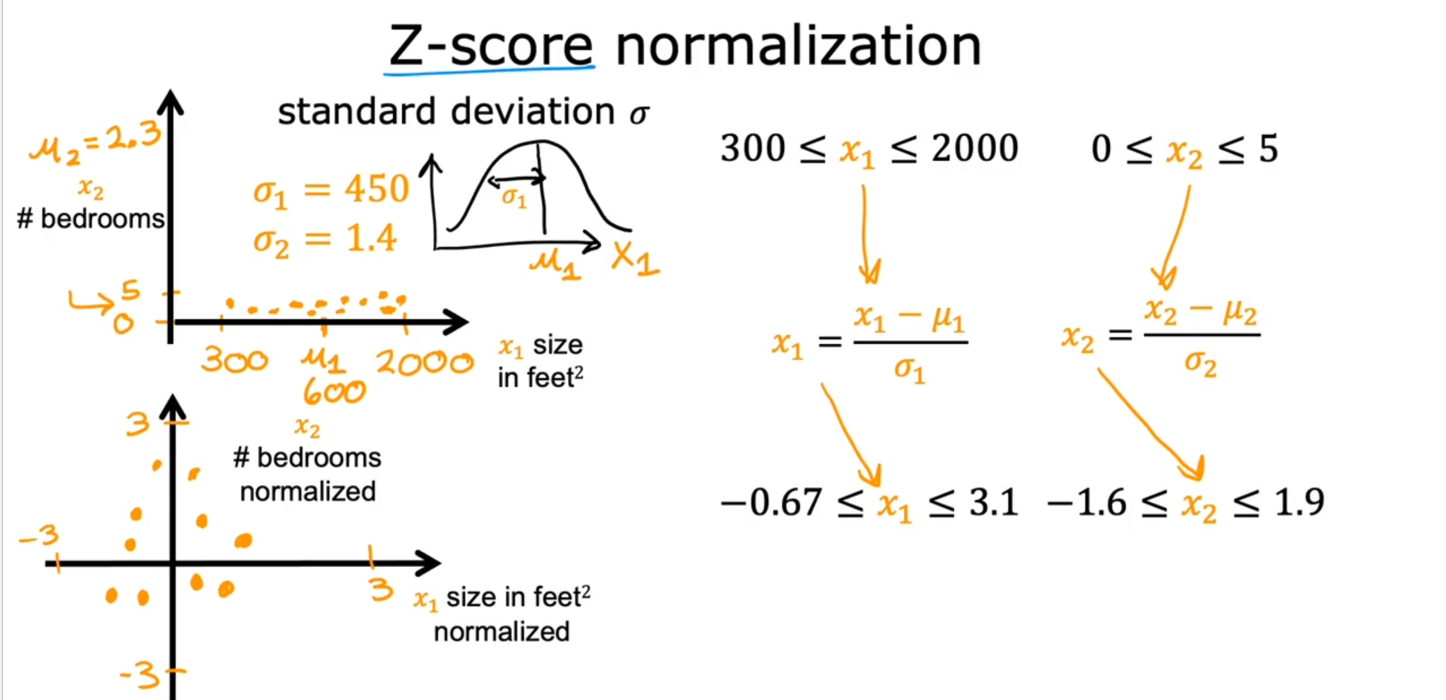 Z-score normalization
standard deviation σ
μ₂ = 2.3
x₂
# bedrooms
σ₁ = 450
σ₂ = 1.4
σ₁
μ₁
X₁
5
0
300
μ₁
600
2000
x₁ size
in feet²
300 ≤ x₁ ≤ 2000
0 ≤ x₂ ≤ 5
x₁ = (x₁ − μ₁) / σ₁
x₂ = (x₂ − μ₂) / σ₂
−0.67 ≤ x₁ ≤ 3.1
−1.6 ≤ x₂ ≤ 1.9
3
x₂
# bedrooms
normalized
-3
3
x₁ size in feet²
normalized
-3